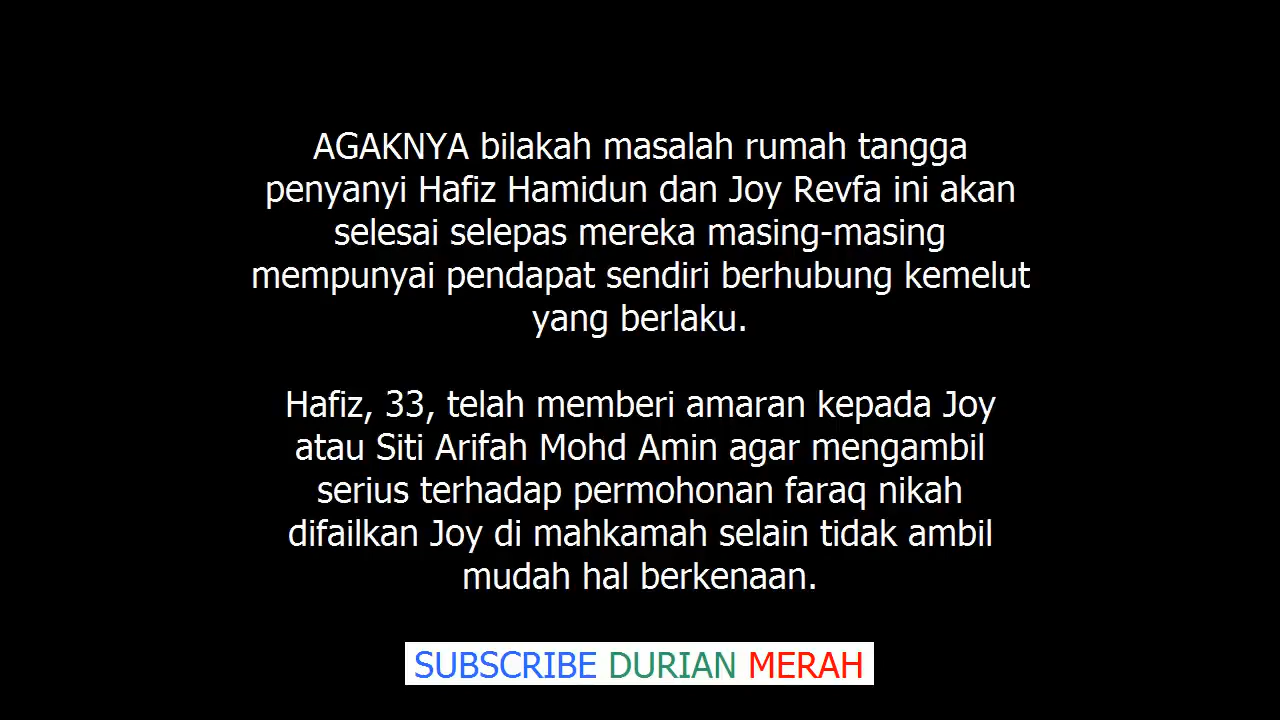 AGAKNYA bilakah masalah rumah tangga
penyanyi Hafiz Hamidun dan Joy Revfa ini akan
selesai selepas mereka masing-masing
mempunyai pendapat sendiri berhubung kemelut
yang berlaku.
Hafiz, 33, telah memberi amaran kepada Joy
atau Siti Arifah Mohd Amin agar mengambil
serius terhadap permohonan faraq nikah
difailkan Joy di mahkamah selain tidak ambil
mudah hal berkenaan.
SUBSCRIBE DURIAN MERAH